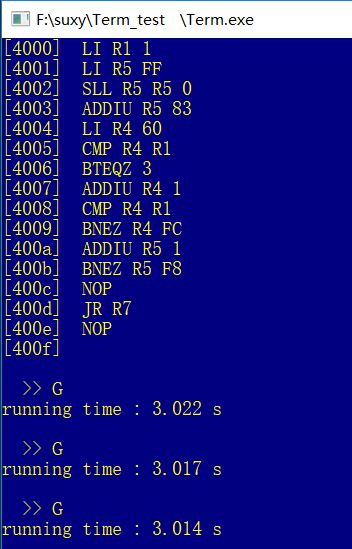 F:\suxy\Term_test   \Term.exe
[4000]  LI R1 1
[4001]  LI R5 FF
[4002]  SLL R5 R5 0
[4003]  ADDIU R5 83
[4004]  LI R4 60
[4005]  CMP R4 R1
[4006]  BTEQZ 3
[4007]  ADDIU R4 1
[4008]  CMP R4 R1
[4009]  BNEZ R4 FC
[400a]  ADDIU R5 1
[400b]  BNEZ R5 F8
[400c]  NOP
[400d]  JR R7
[400e]  NOP
[400f]
>> G
running time : 3.022 s
>> G
running time : 3.017 s
>> G
running time : 3.014 s